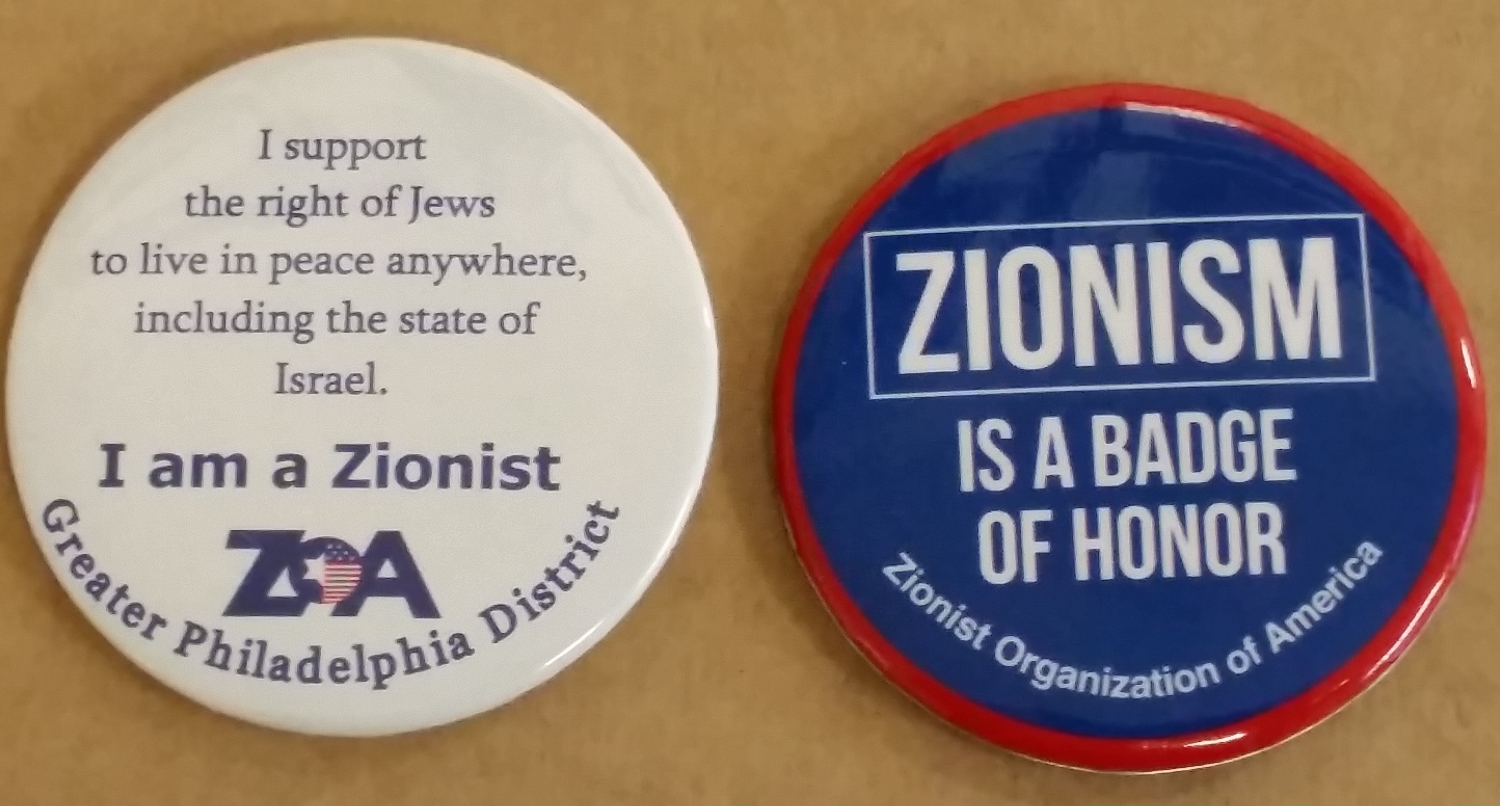 I support
the right of Jews
to live in peace anywhere,
including the state of
Israel.
I am a Zionist
ZOA
Greater Philadelphia District
ZIONISM
IS A BADGE
OF HONOR
Zionist Organization of America